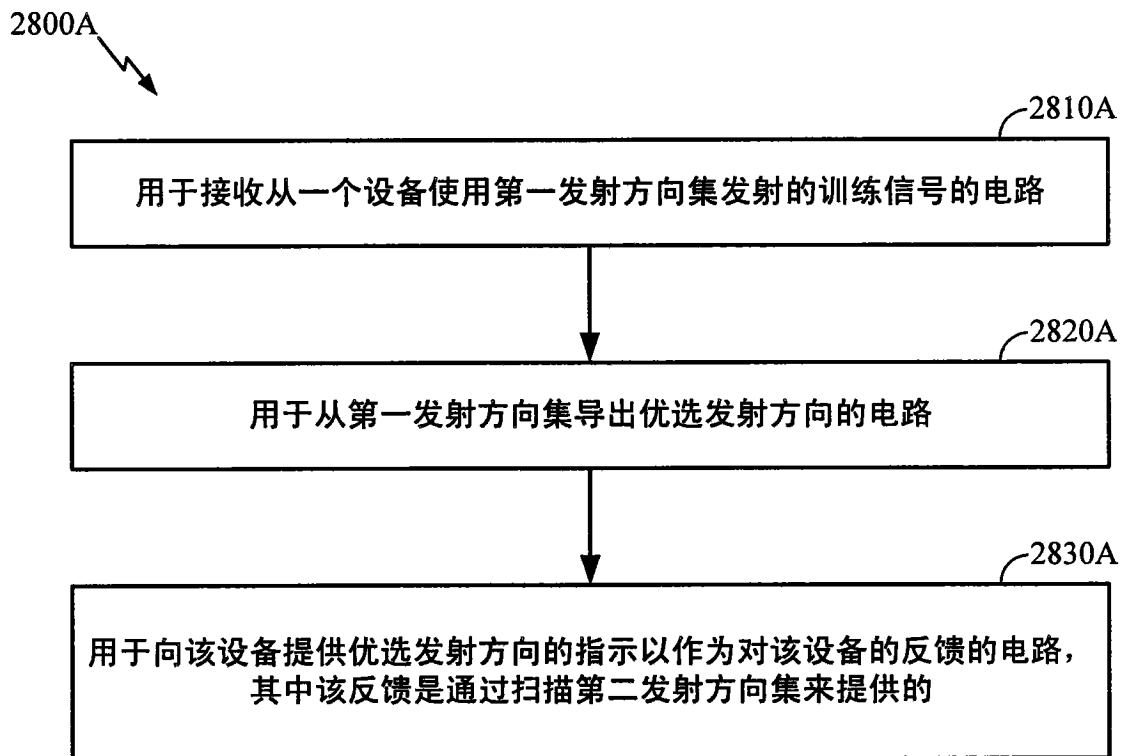 2800A
2810A
用于接收从一个设备使用第一发射方向集发射的训练信号的电路
2820A
用于从第一发射方向集导出优选发射方向的电路
2830A
用于向该设备提供优选发射方向的指示以作为对该设备的反馈的电路，
其中该反馈是通过扫描第二发射方向集来提供的